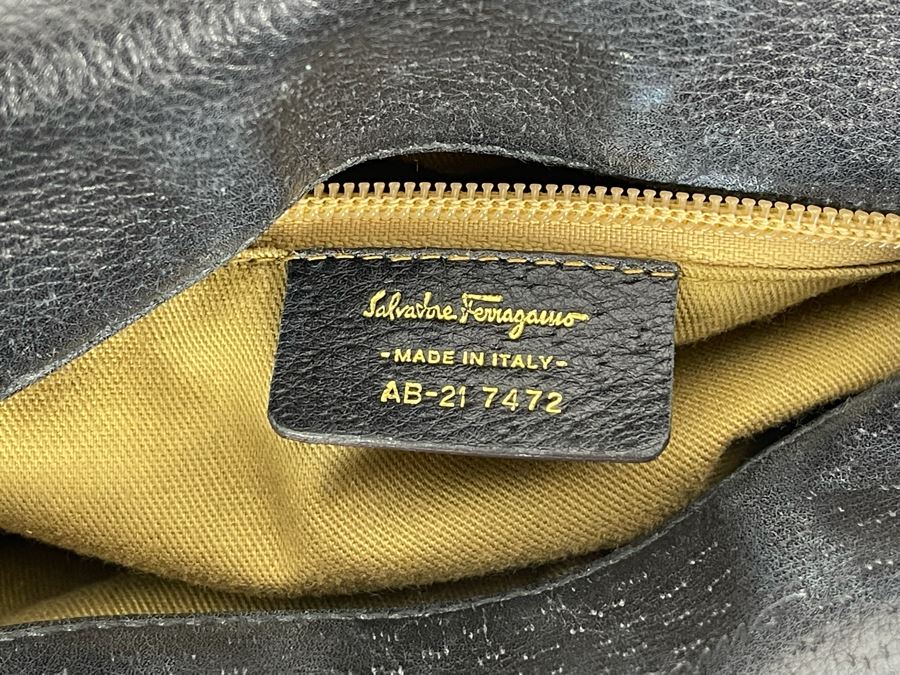 Salvatore Ferragamo
-MADE IN ITALY-
AB-21 7472